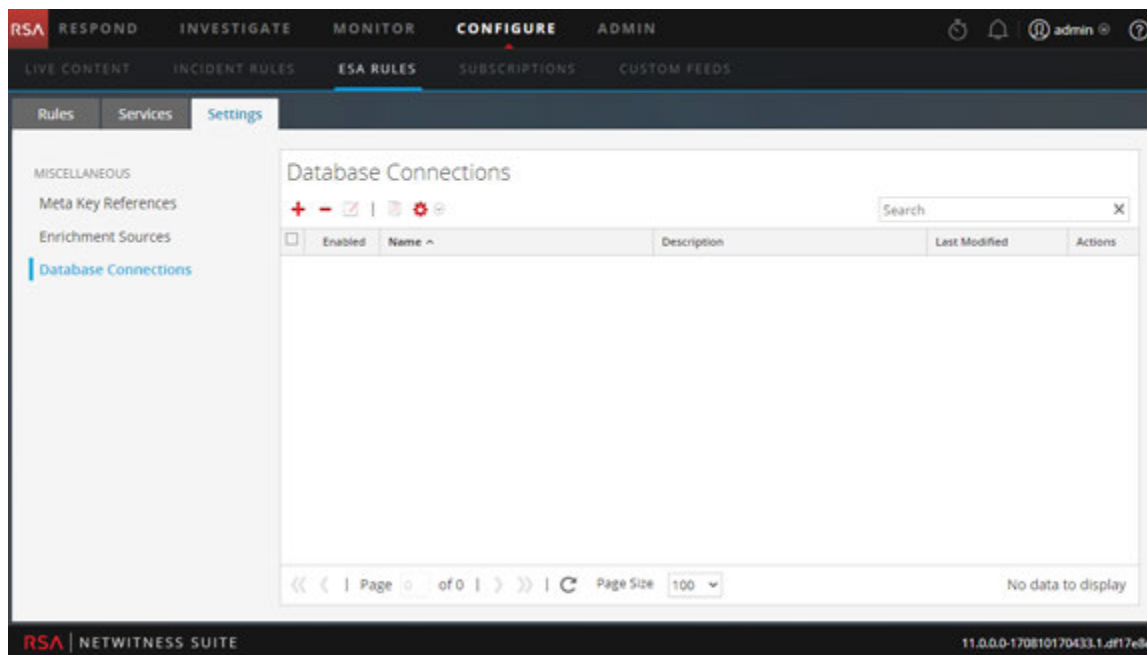 RSA RESPOND INVESTIGATE MONITOR CONFIGURE ADMIN admin
LIVE CONTENT INCIDENT RULES ESA RULES SUBSCRIPTIONS CUSTOM FEEDS
Rules Services Settings
MISCELLANEOUS
Meta Key References
Enrichment Sources
Database Connections
Database Connections
Search
Enabled Name Description Last Modified Actions
Page 0 of 0 Page Size 100 No data to display
RSA NETWITNESS SUITE 11.0.0.0-170810170433.1.df17e8